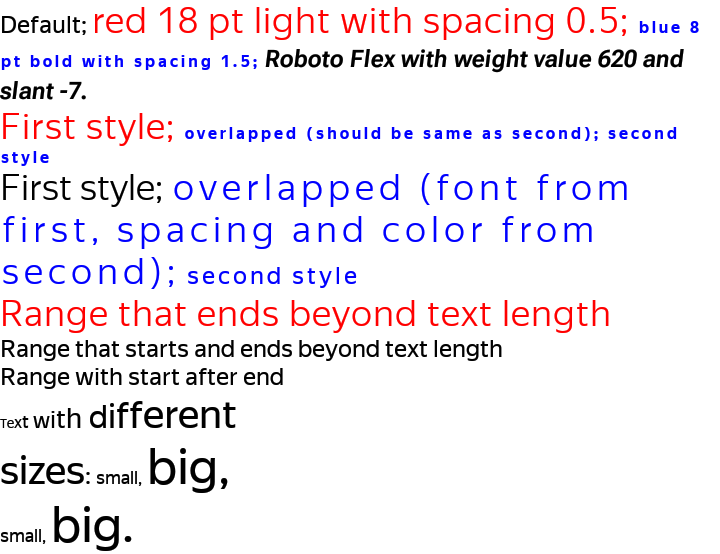 Default; red 18 pt light with spacing 0.5; blue 8
pt bold with spacing 1.5; Roboto Flex with weight value 620 and
slant -7.
First style; overlapped (should be same as second); second
style
First style; overlapped (font from
first, spacing and color from
second); second style
Range that ends beyond text length
Range that starts and ends beyond text length
Range with start after end
Text with different
sizes: small, big,
small, big.